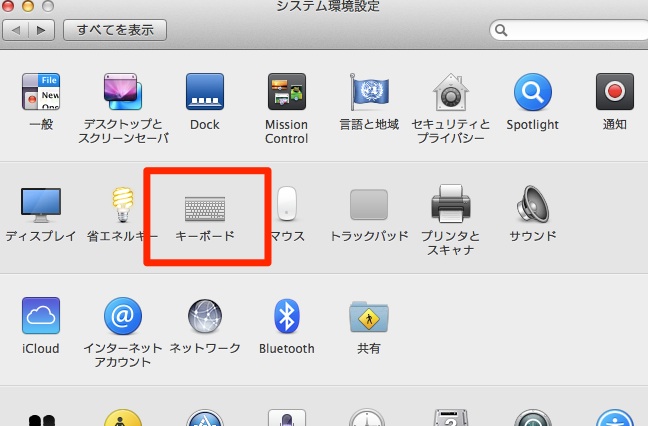 システム環境設定
すべてを表示
File
New
一般
デスクトップと
スクリーンセーバ
Dock
Mission
Control
言語と地域
セキュリティと
プライバシー
Spotlight
通知
ディスプレイ
省エネルギー
キーボード
マウス
トラックパッド
プリンタと
スキャナ
サウンド
iCloud
インターネット
アカウント
ネットワーク
Bluetooth
共有